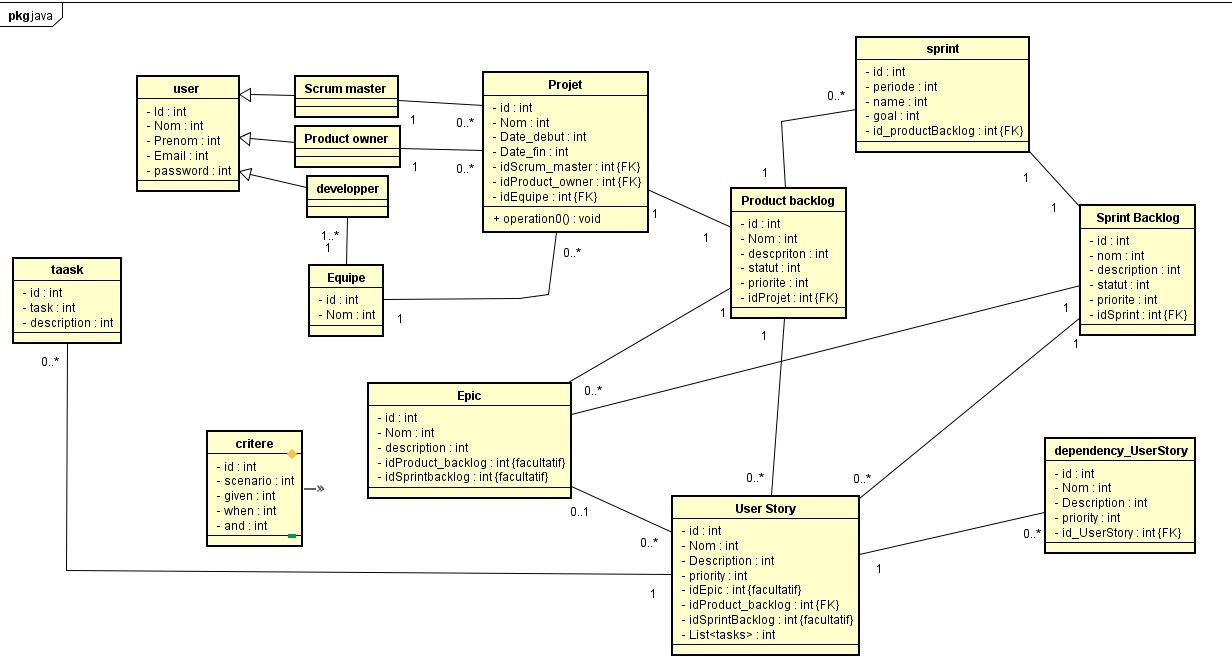 pkg java
user
- Id : int
- Nom : int
- Prenom : int
- Email : int
- password : int
Scrum master
Product owner
developper
1
0..*
1
0..*
Projet
- id : int
- Nom : int
- Date_debut : int
- Date_fin : int
- idScrum_master : int {FK}
- idProduct_owner : int {FK}
- idEquipe : int {FK}
+ operation0() : void
sprint
- id : int
- periode : int
- name : int
- goal : int
- id_productBacklog : int {FK}
0..*
1
1
1
Product backlog
- id : int
- Nom : int
- descpriton : int
- statut : int
- priorite : int
- idProjet : int {FK}
1
1
Sprint Backlog
- id : int
- nom : int
- description : int
- statut : int
- priorite : int
- idSprint : int {FK}
1..*
1
Equipe
- id : int
- Nom : int
1
0..*
taask
- id : int
- task : int
- description : int
0..*
1
1
1
1
Epic
- id : int
- Nom : int
- description : int
- idProduct_backlog : int {facultatif}
- idSprintbacklog : int {facultatif}
0..*
0..1
0..*
critere
- id : int
- scenario : int
- given : int
- when : int
- and : int
0..*
0..*
User Story
- id : int
- Nom : int
- Description : int
- priority : int
- idEpic : int {facultatif}
- idProduct_backlog : int {FK}
- idSprintBacklog : int {facultatif}
- List<tasks> : int
1
1
0..*
dependency_UserStory
- id : int
- Nom : int
- Description : int
- priority : int
- id_UserStory : int {FK}